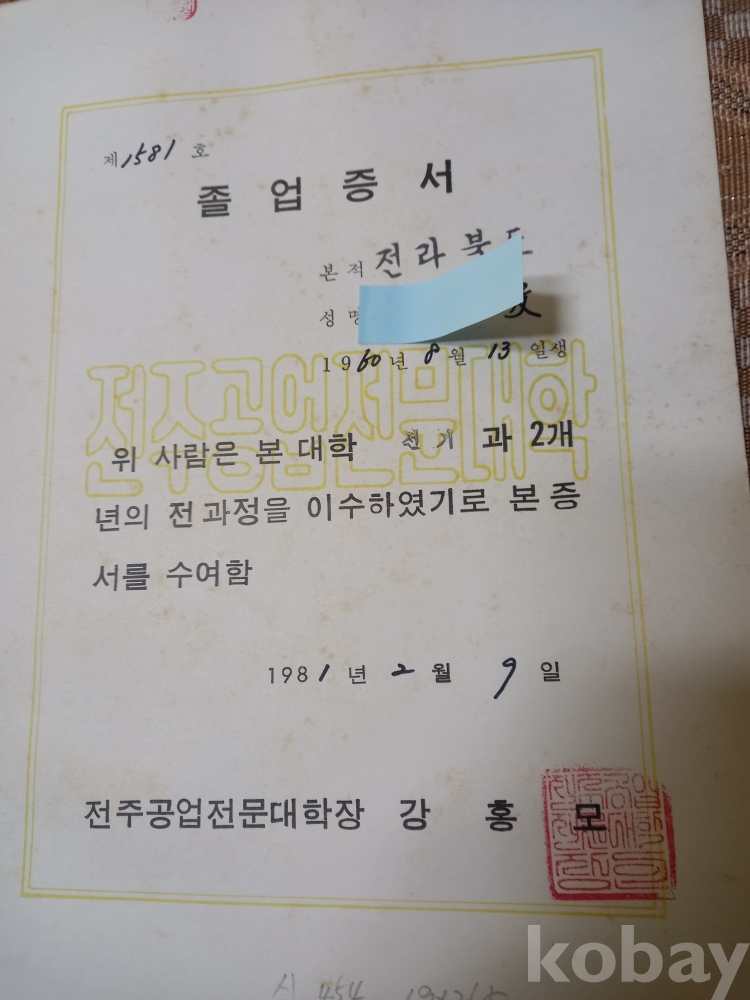 제1581 호
졸 업 증 서
본 적 전라북도
성 명
1960년 8월 13일생
전주공업전문대학
위 사람은 본 대학 전기과 2개
년의 전과정을 이수하였기로 본 증
서를 수여함
1981년 2월 9일
전주공업전문대학장 강 홍 모
kobay